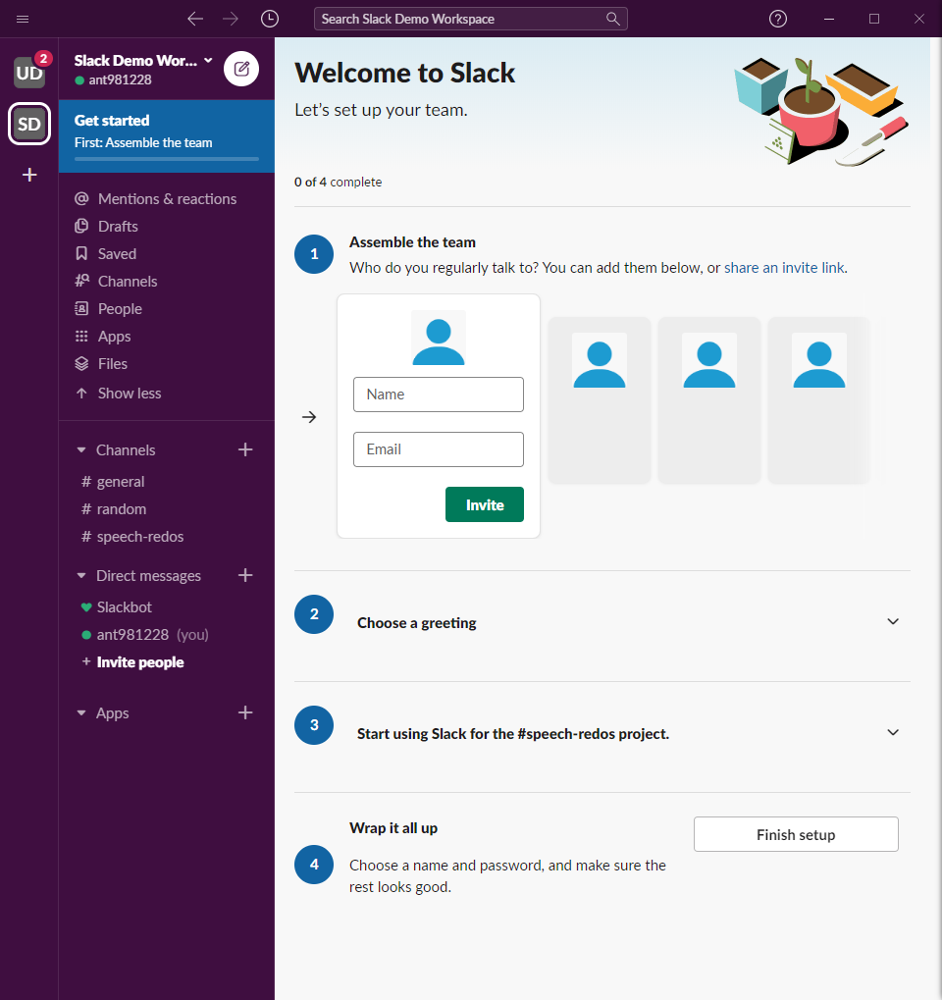 Search Slack Demo Workspace
UD
2
SD
Slack Demo Wor...
ant981228
Get started
First: Assemble the team
Mentions & reactions
Drafts
Saved
Channels
People
Apps
Files
Show less
Channels
# general
# random
# speech-redos
Direct messages
Slackbot
ant981228 (you)
+ Invite people
Apps
Welcome to Slack
Let's set up your team.
0 of 4 complete
1
Assemble the team
Who do you regularly talk to? You can add them below, or share an invite link.
Name
Email
Invite
2
Choose a greeting
3
Start using Slack for the #speech-redos project.
4
Wrap it all up
Choose a name and password, and make sure the
rest looks good.
Finish setup